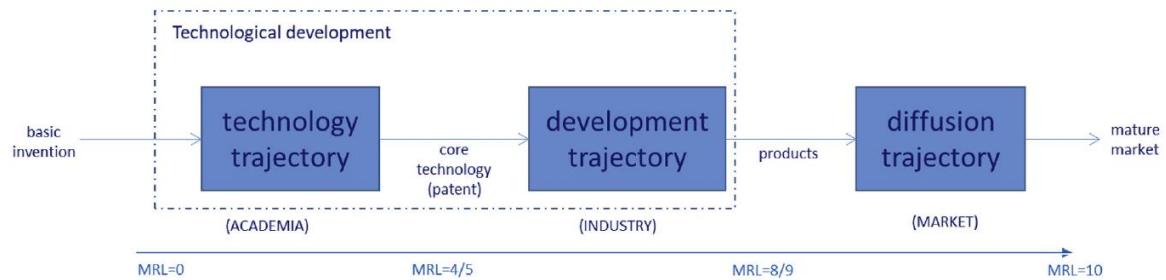 Technological development
basic
invention
technology
trajectory
core
technology
(patent)
development
trajectory
products
diffusion
trajectory
mature
market
(ACADEMIA)
(INDUSTRY)
(MARKET)
MRL=0
MRL=4/5
MRL=8/9
MRL=10